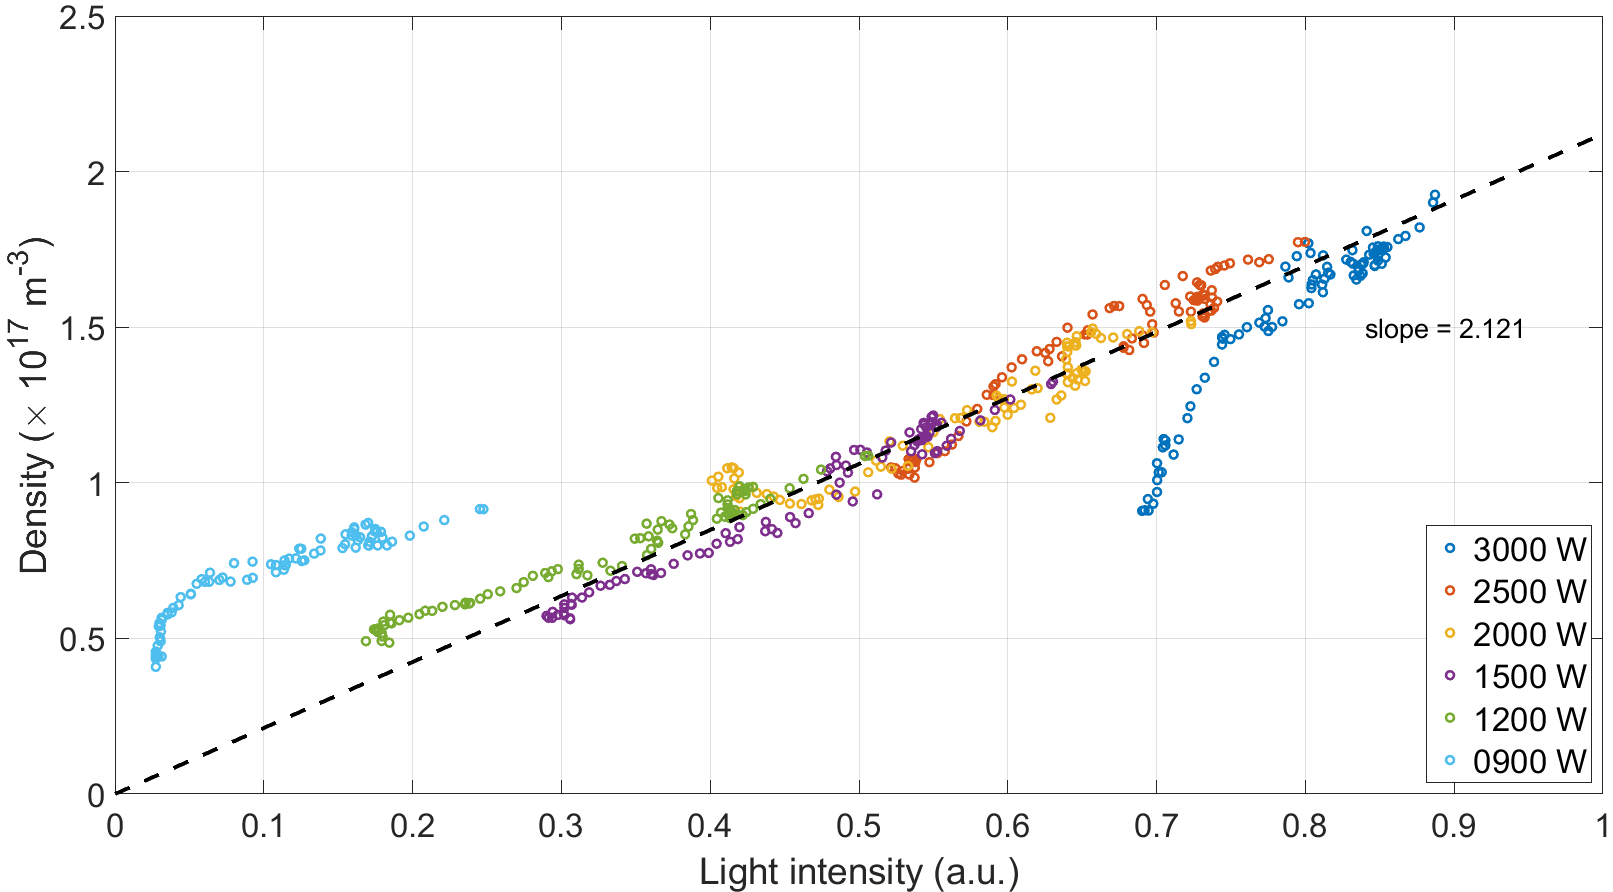 2.5
2
1.5
1
0.5
0
Density (× 10^17 m^-3)
slope = 2.121
3000 W
2500 W
2000 W
1500 W
1200 W
0900 W
0 0.1 0.2 0.3 0.4 0.5 0.6 0.7 0.8 0.9 1
Light intensity (a.u.)